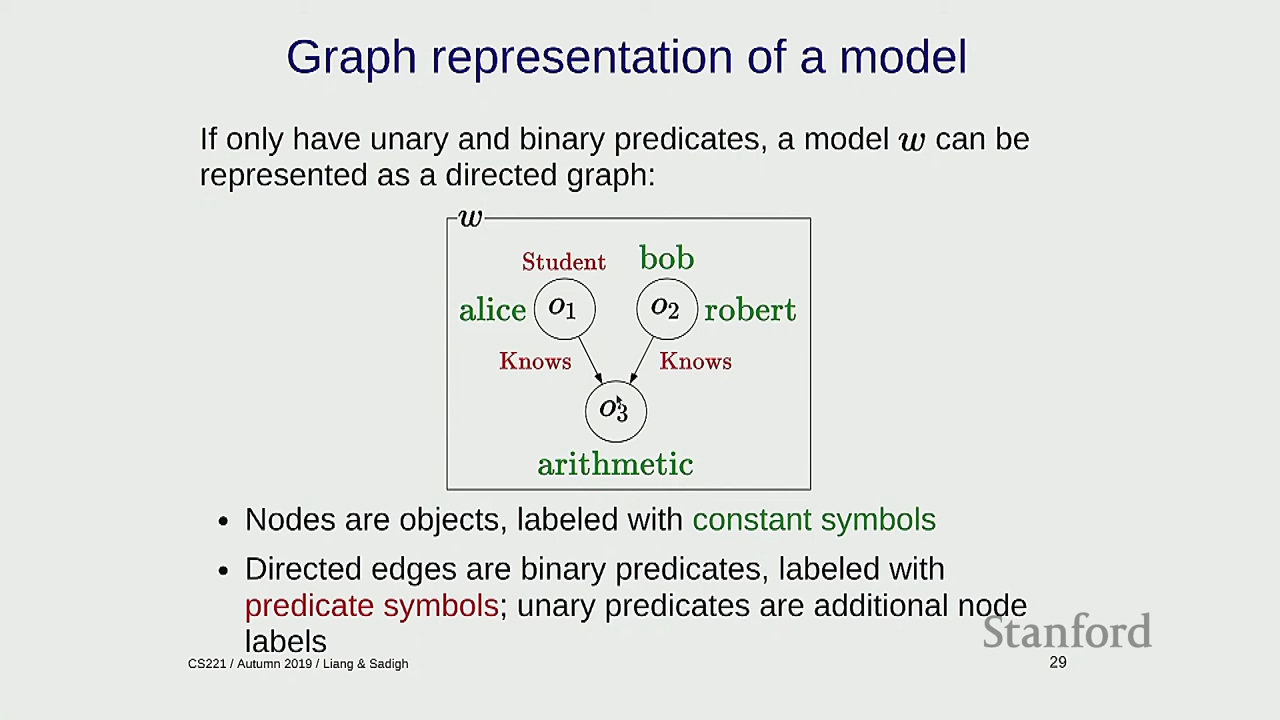 Graph representation of a model
If only have unary and binary predicates, a model w can be
represented as a directed graph:
w
Student bob
alice o1 o2 robert
Knows Knows
o3
arithmetic
• Nodes are objects, labeled with constant symbols
• Directed edges are binary predicates, labeled with
predicate symbols; unary predicates are additional node
labels
Stanford
CS221 / Autumn 2019 / Liang & Sadigh 29